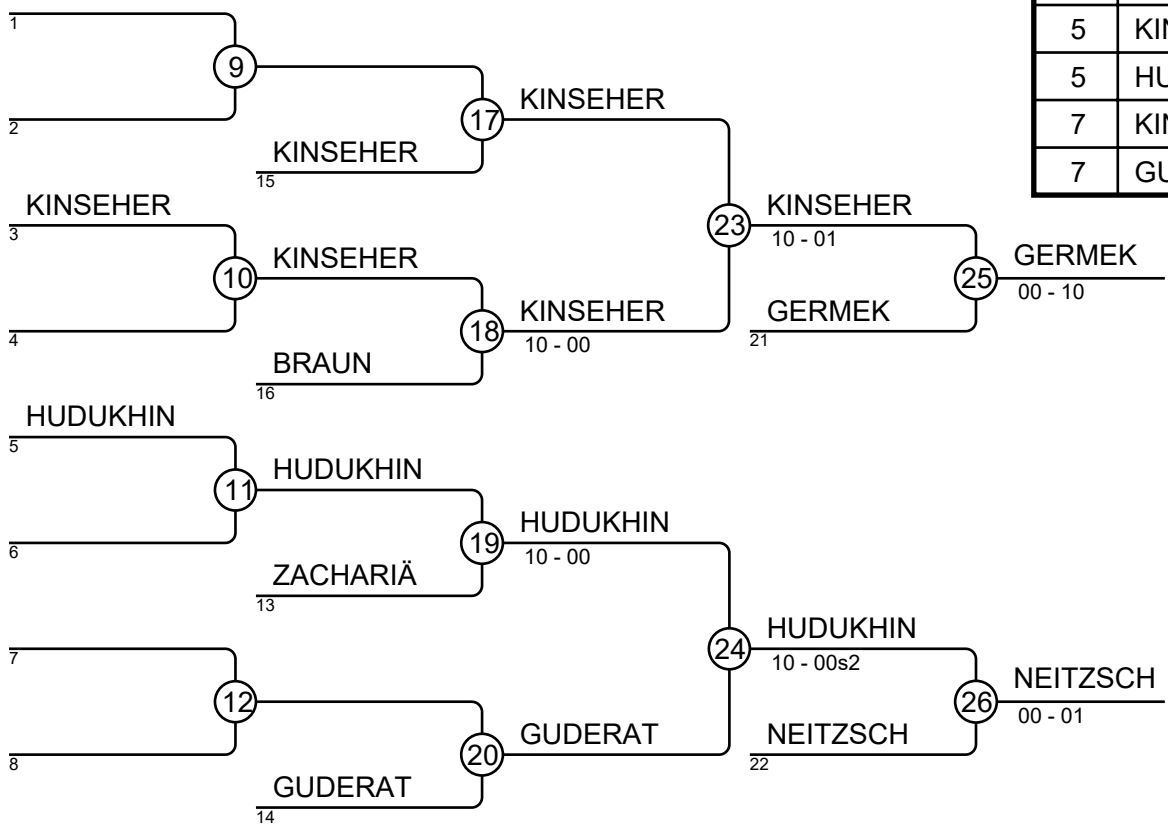 1
9
2
17
KINSEHER
KINSEHER
15
KINSEHER
3
10
KINSEHER
4
18
KINSEHER
10 - 00
BRAUN
16
23
KINSEHER
10 - 01
GERMEK
21
25
GERMEK
00 - 10
HUDUKHIN
5
11
HUDUKHIN
6
19
HUDUKHIN
10 - 00
ZACHARIÄ
13
7
12
8
20
GUDERAT
GUDERAT
14
24
HUDUKHIN
10 - 00s2
NEITZSCH
22
26
NEITZSCH
00 - 01
5 KIN
5 HU
7 KIN
7 GU